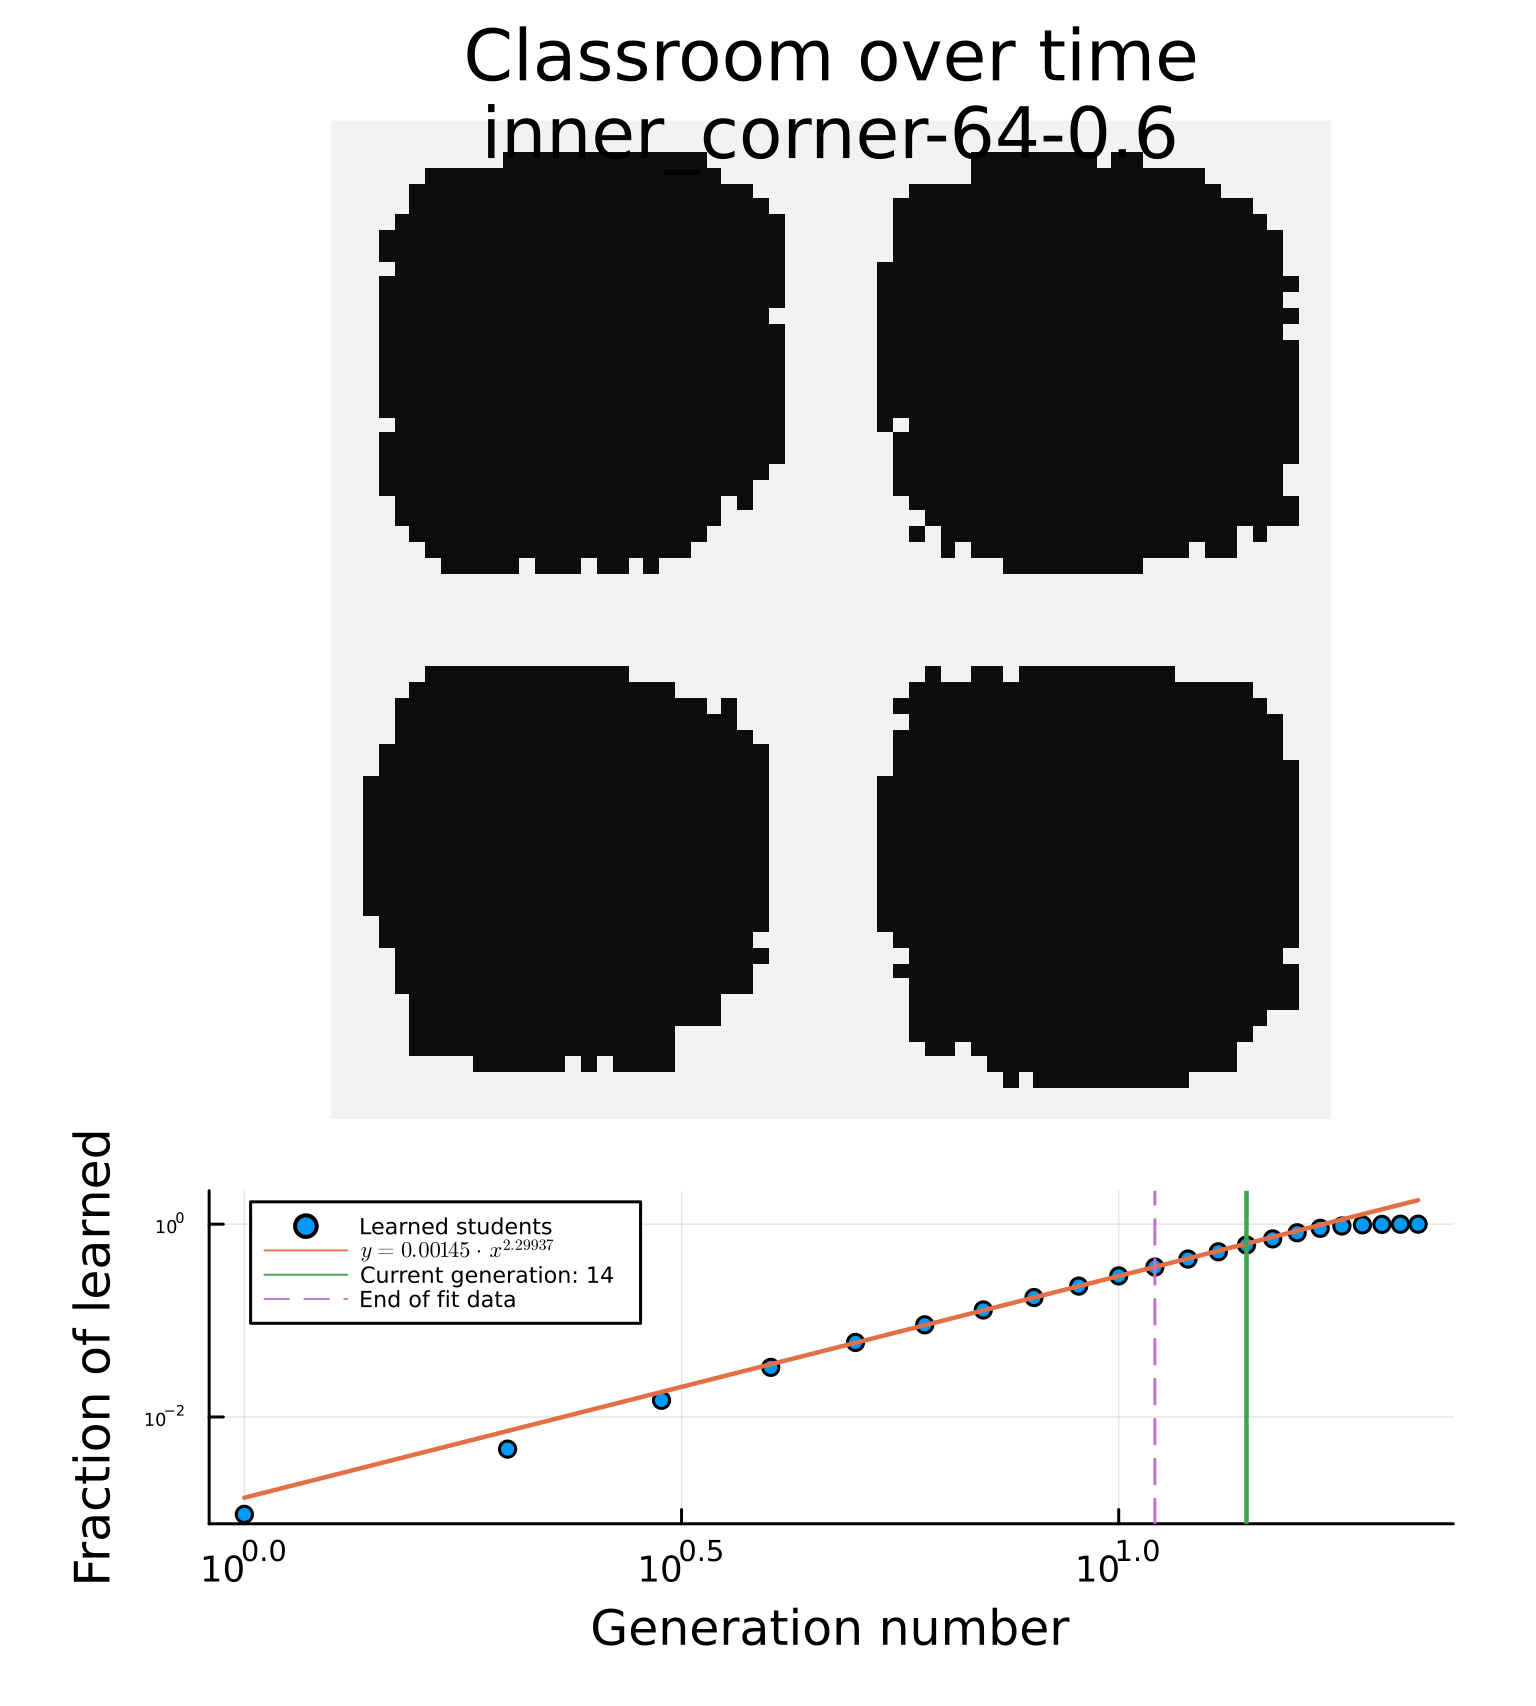 Classroom over time
inner_corner-64-0.6
Fraction of learned
10^0
10^−2
Learned students
y = 0.00145 · x^2.29937
Current generation: 14
End of fit data
10^0.0
10^0.5
10^1.0
Generation number